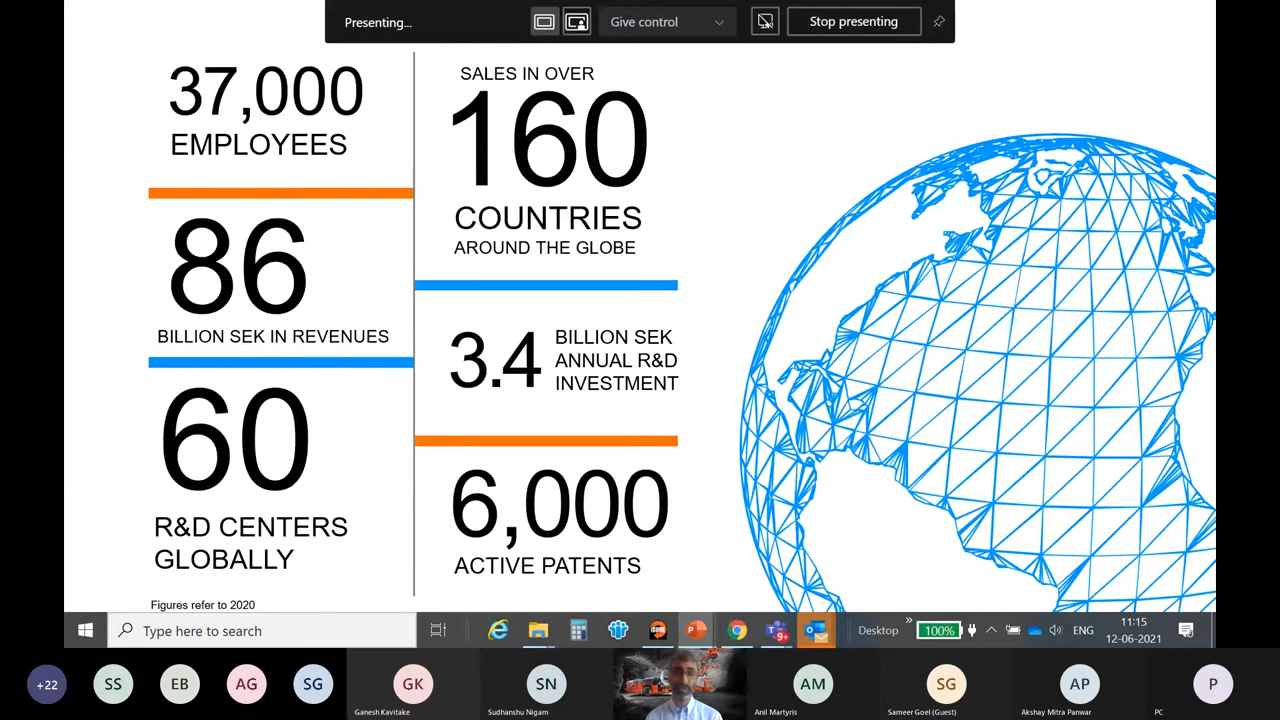 Presenting...
Give control
Stop presenting
37,000
EMPLOYEES
86
BILLION SEK IN REVENUES
60
R&D CENTERS
GLOBALLY
Figures refer to 2020
SALES IN OVER
160
COUNTRIES
AROUND THE GLOBE
3.4
BILLION SEK
ANNUAL R&D
INVESTMENT
6,000
ACTIVE PATENTS
Type here to search
9+
Desktop
100%
ENG
11:15
12-06-2021
+22
SS
EB
AG
SG
GK
Ganesh Kavitake
SN
Sudhanshu Nigam
AM
Anil Martyris
SG
Sameer Goel (Guest)
AP
Akshay Mitra Panwar
P
PC